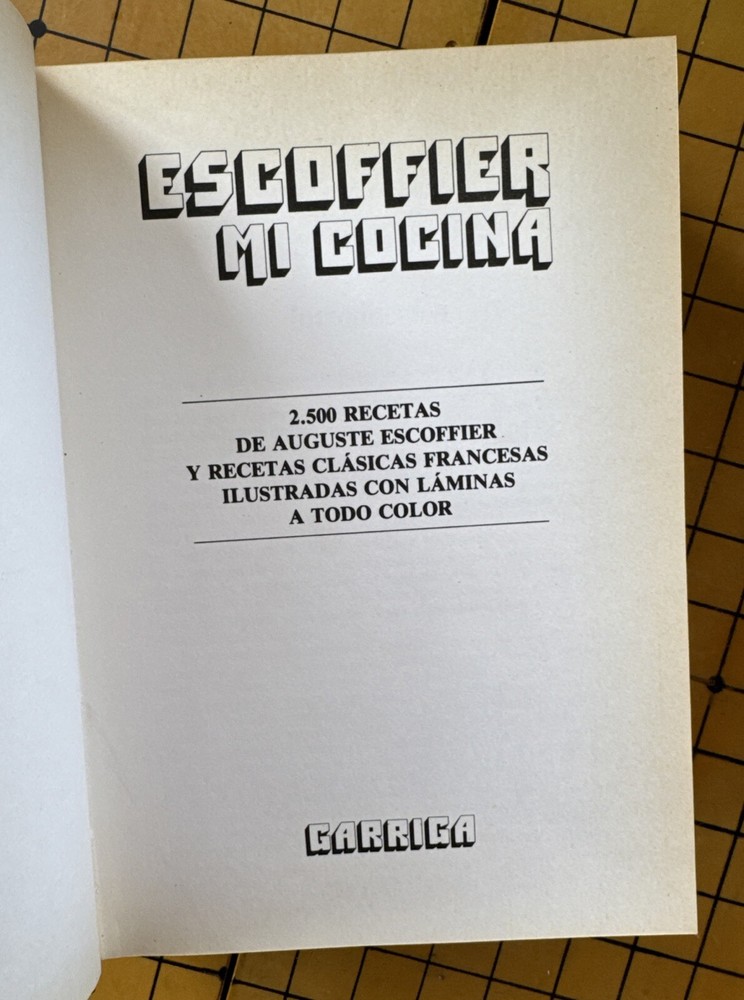 ESCOFFIER
MI COCINA
2.500 RECETAS
DE AUGUSTE ESCOFFIER
Y RECETAS CLÁSICAS FRANCESAS
ILUSTRADAS CON LÁMINAS
A TODO COLOR
GARRIGA